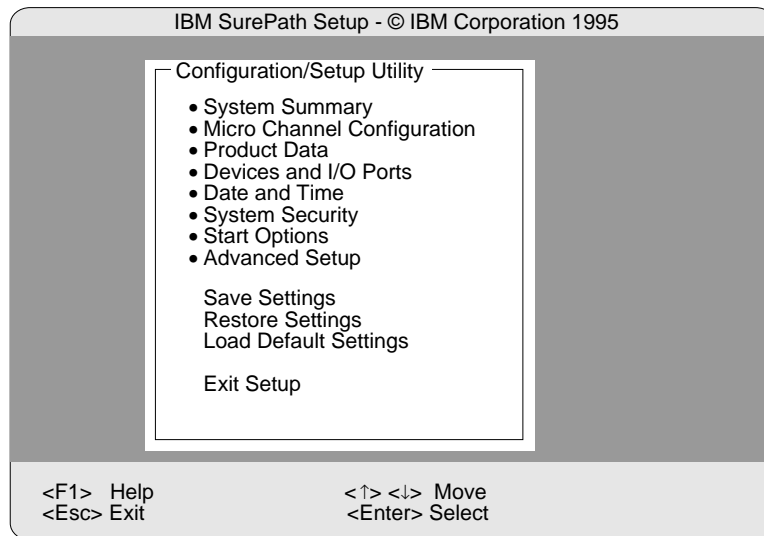 IBM SurePath Setup - © IBM Corporation 1995
Configuration/Setup Utility
• System Summary
• Micro Channel Configuration
• Product Data
• Devices and I/O Ports
• Date and Time
• System Security
• Start Options
• Advanced Setup
Save Settings
Restore Settings
Load Default Settings
Exit Setup
<F1> Help <↑> <↓> Move
<Esc> Exit <Enter> Select